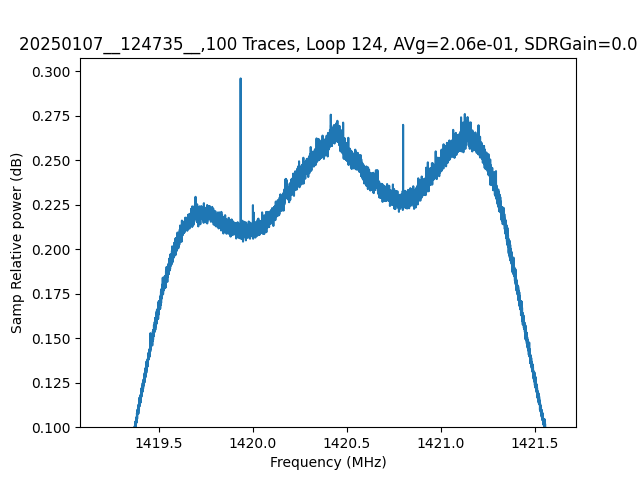 20250107__124735__,100 Traces, Loop 124, AVg=2.06e-01, SDRGain=0.0
0.300
0.275
0.250
0.225
0.200
0.175
0.150
0.125
0.100
Samp Relative power (dB)
1419.5 1420.0 1420.5 1421.0 1421.5
Frequency (MHz)